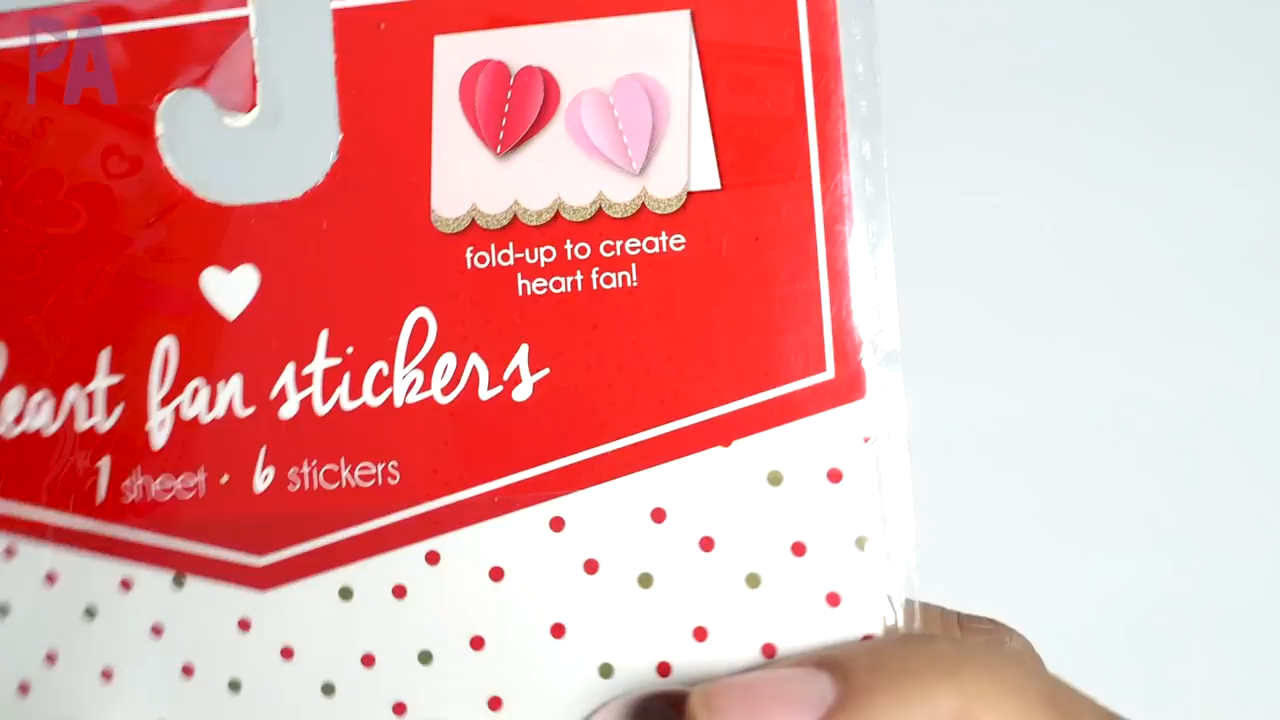 PA
fold-up to create
heart fan!
eart fan stickers
1 sheet · 6 stickers